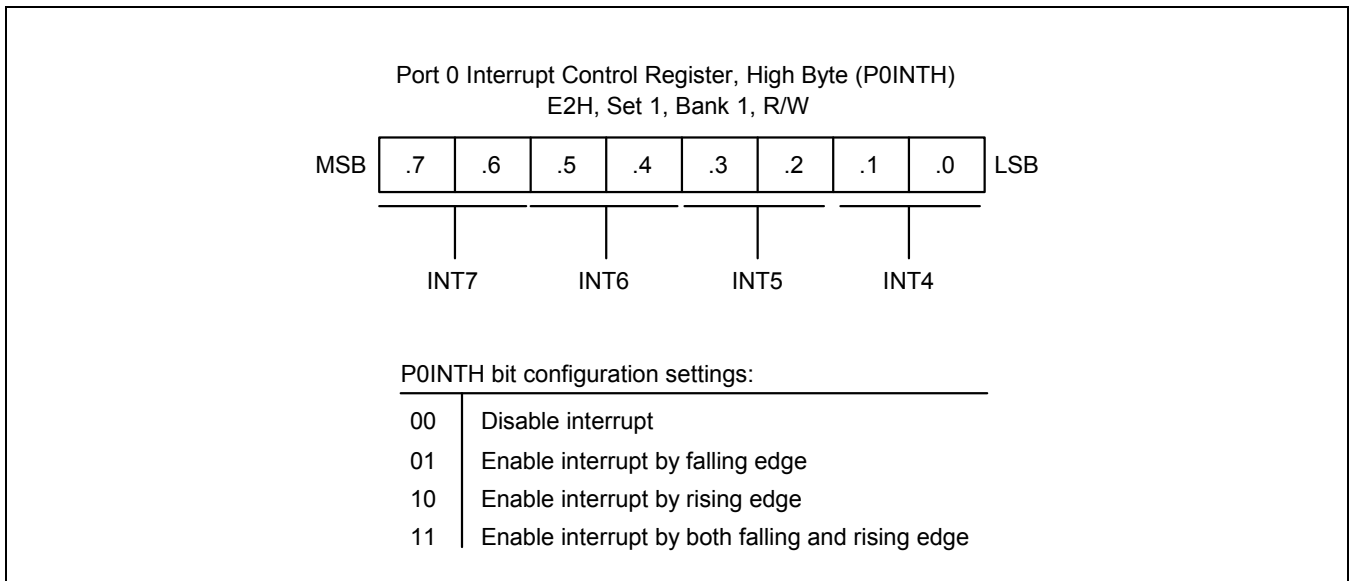 Port 0 Interrupt Control Register, High Byte (P0INTH)
E2H, Set 1, Bank 1, R/W
MSB .7 .6 .5 .4 .3 .2 .1 .0 LSB
INT7 INT6 INT5 INT4
P0INTH bit configuration settings:
00 Disable interrupt
01 Enable interrupt by falling edge
10 Enable interrupt by rising edge
11 Enable interrupt by both falling and rising edge